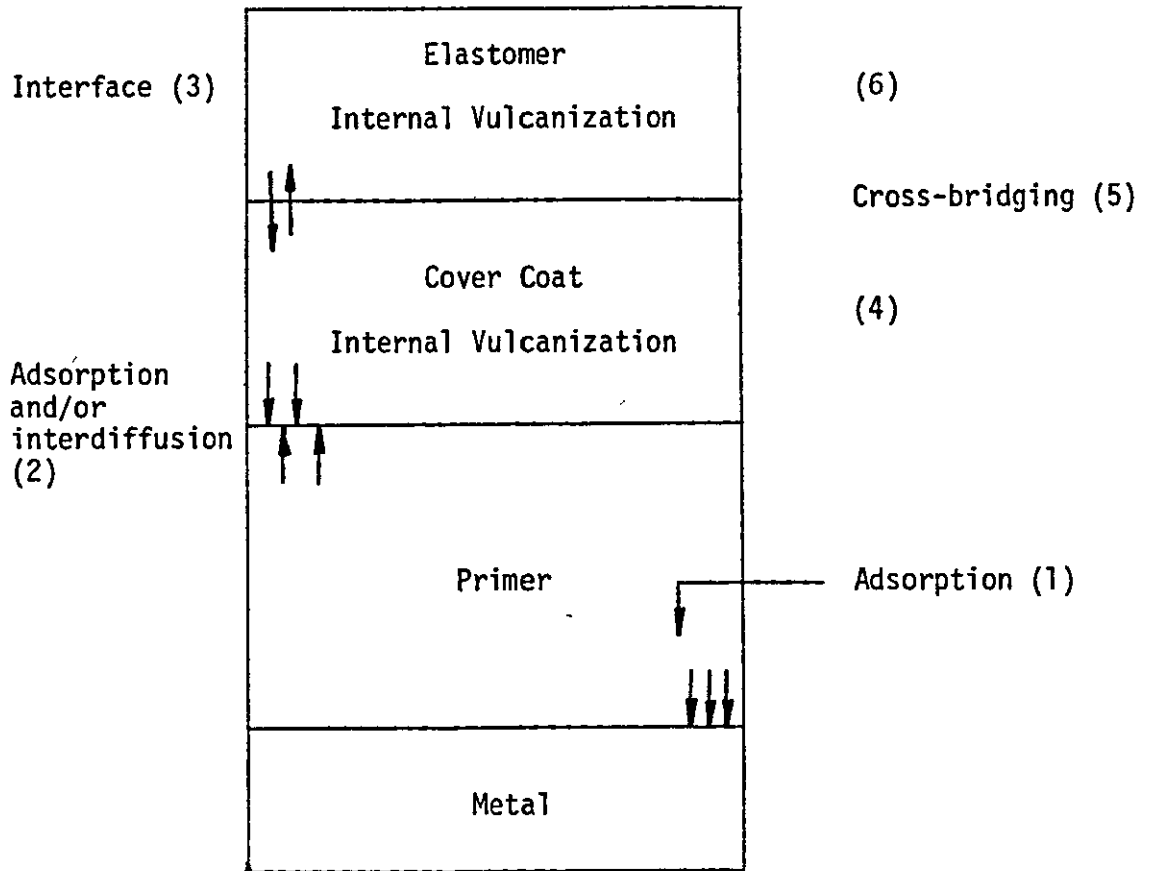 Elastomer
Interface (3)
(6)
Internal Vulcanization
Cross-bridging (5)
Cover Coat
(4)
Internal Vulcanization
Adsorption
and/or
interdiffusion
(2)
Primer
Adsorption (1)
Metal